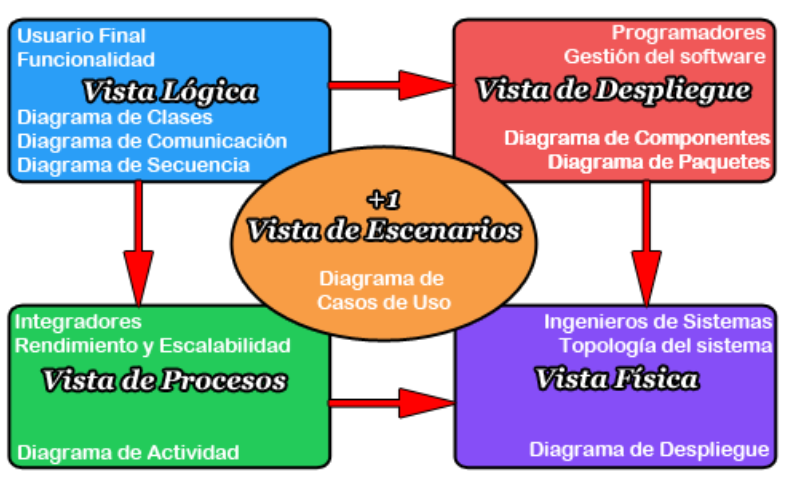 Usuario Final
Funcionalidad
Vista Lógica
Diagrama de Clases
Diagrama de Comunicación
Diagrama de Secuencia
Programadores
Gestión del software
Vista de Despliegue
Diagrama de Componentes
Diagrama de Paquetes
+1
Vista de Escenarios
Diagrama de
Casos de Uso
Integradores
Rendimiento y Escalabilidad
Vista de Procesos
Diagrama de Actividad
Ingenieros de Sistemas
Topología del sistema
Vista Física
Diagrama de Despliegue